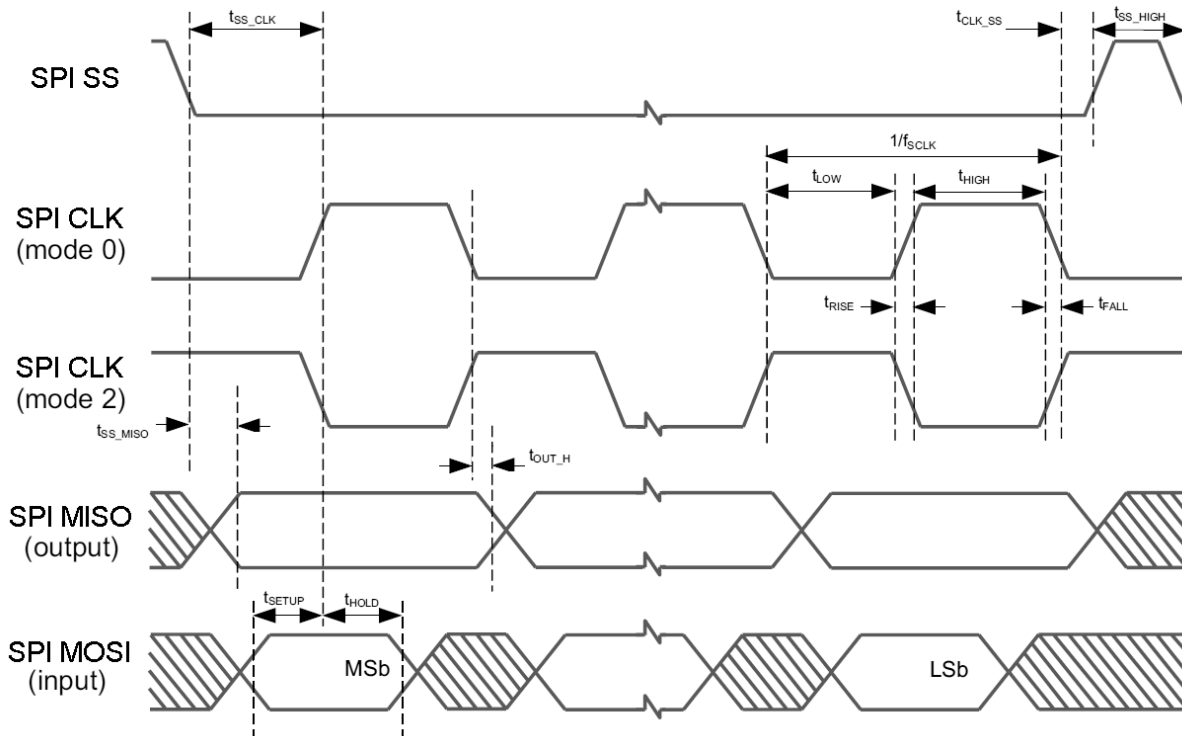 tSS_CLK
tCLK_SS
tSS_HIGH
SPI SS
1/fSCLK
tLOW
tHIGH
SPI CLK
(mode 0)
tRISE
tFALL
SPI CLK
(mode 2)
tSS_MISO
tOUT_H
SPI MISO
(output)
tSETUP
tHOLD
SPI MOSI
(input)
MSb
LSb